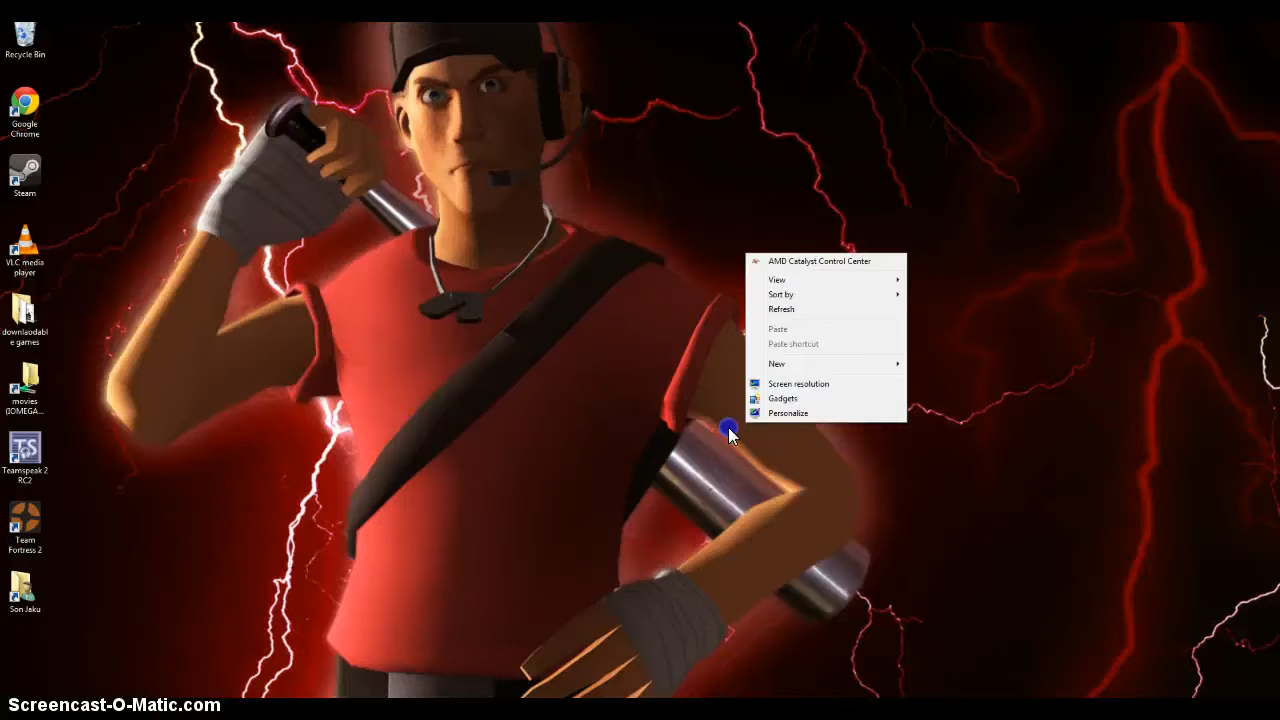 Recycle Bin
Google
Chrome
Steam
VLC media
player
downlaodabl
e games
movies
(IOMEGA...
Teamspeak 2
RC2
Team
Fortress 2
Son Jaku
AMD Catalyst Control Center
View
Sort by
Refresh
Paste
Paste shortcut
New
Screen resolution
Gadgets
Personalize
Screencast-O-Matic.com